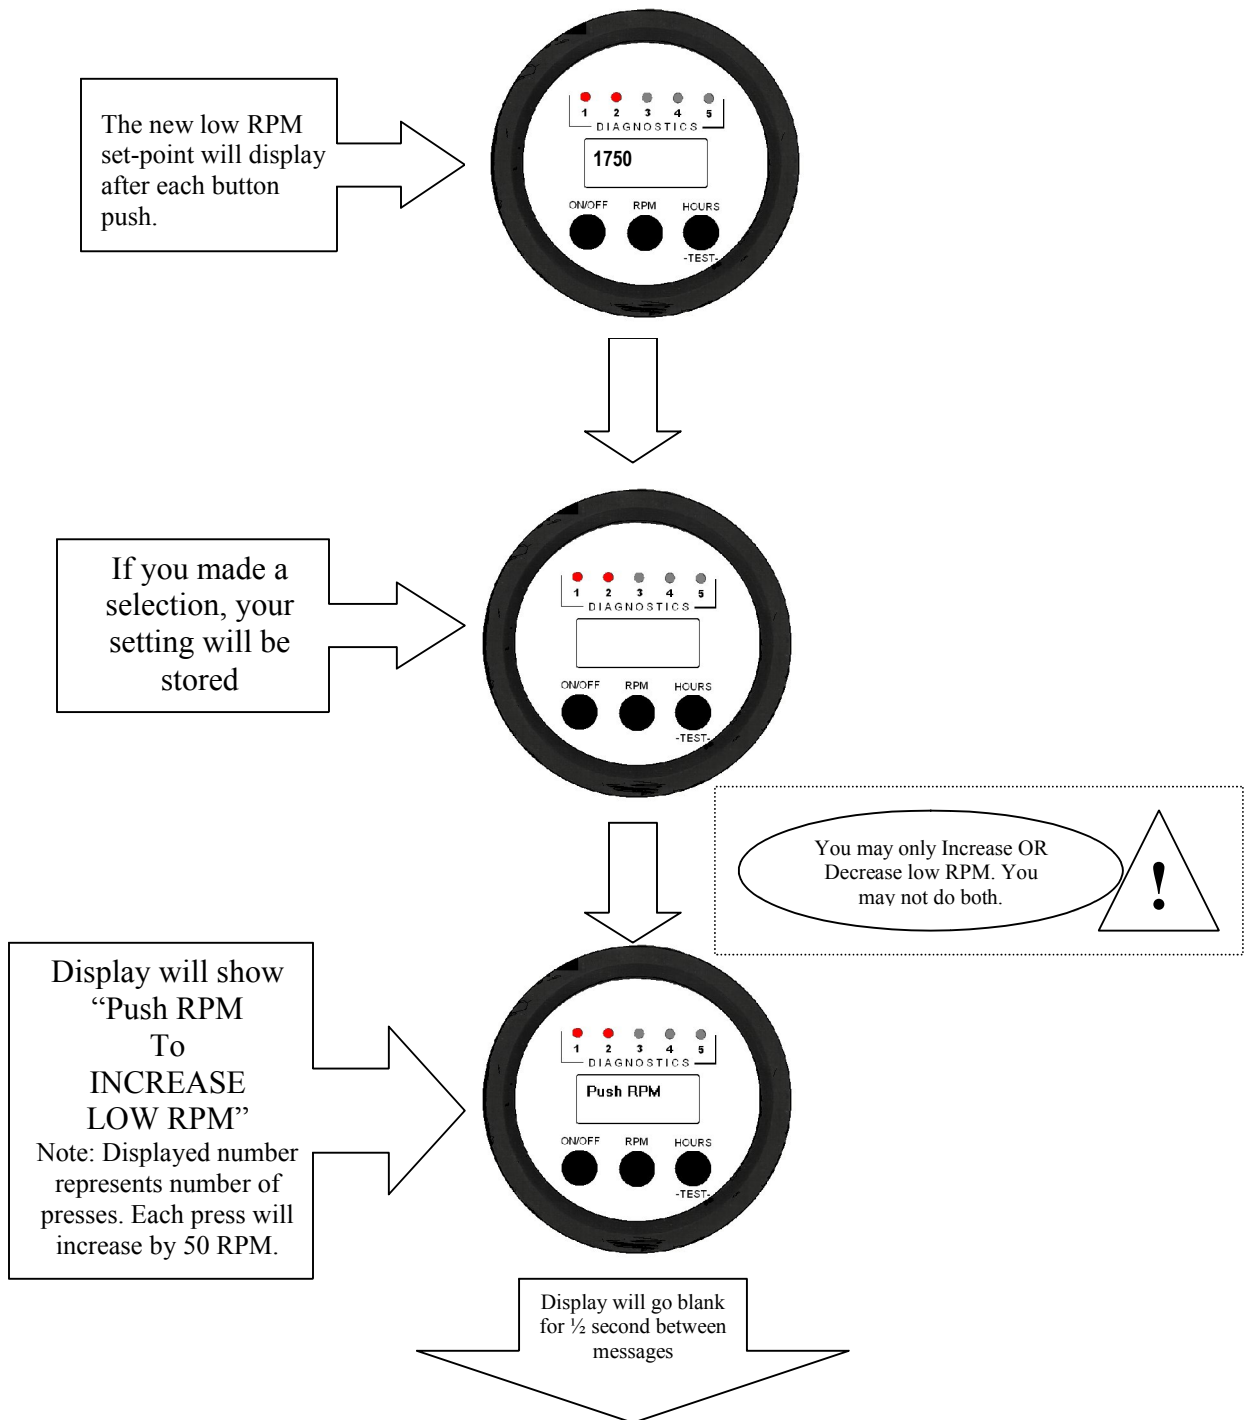 The new low RPM
set-point will display
after each button
push.
1 2 3 4 5
DIAGNOSTICS
1750
ON/OFF RPM HOURS
-TEST-
If you made a
selection, your
setting will be
stored
1 2 3 4 5
DIAGNOSTICS
ON/OFF RPM HOURS
-TEST-
You may only Increase OR
Decrease low RPM. You
may not do both.
!
Display will show
“Push RPM
To
INCREASE
LOW RPM”
Note: Displayed number
represents number of
presses. Each press will
increase by 50 RPM.
1 2 3 4 5
DIAGNOSTICS
Push RPM
ON/OFF RPM HOURS
-TEST-
Display will go blank
for ½ second between
messages